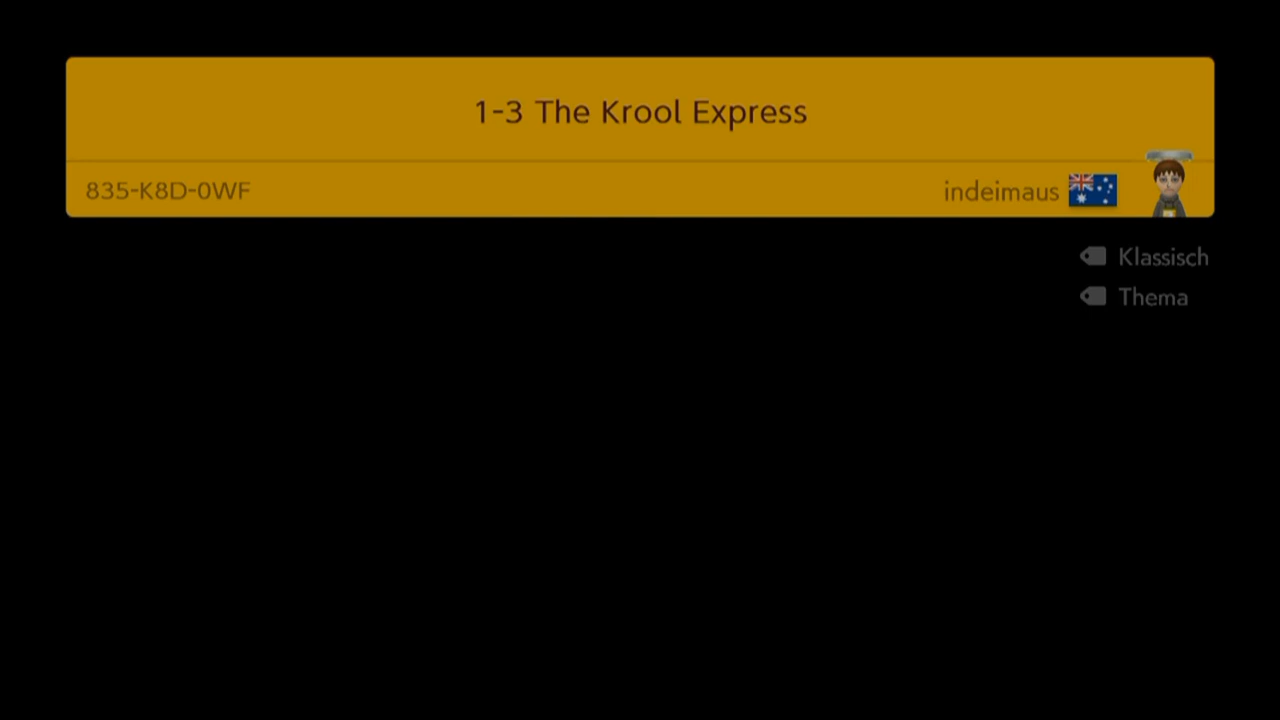 1-3 The Krool Express
835-K8D-0WF
indeimaus
Klassisch
Thema